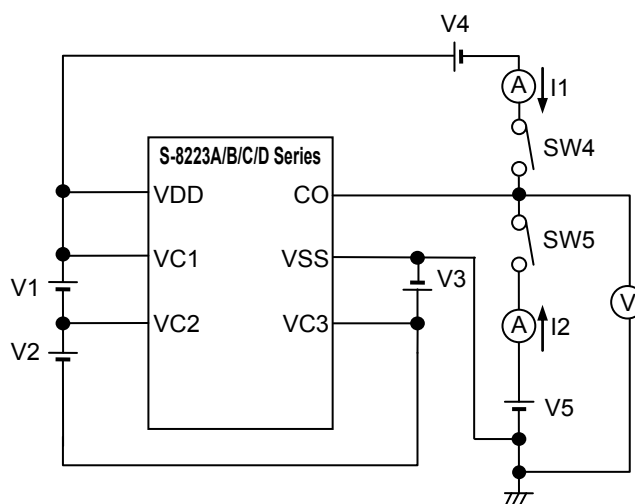 V4
A I1
SW4
S-8223A/B/C/D Series
VDD CO
SW5
VC1 VSS
V1 V3 V
VC2 VC3 A I2
V2
V5